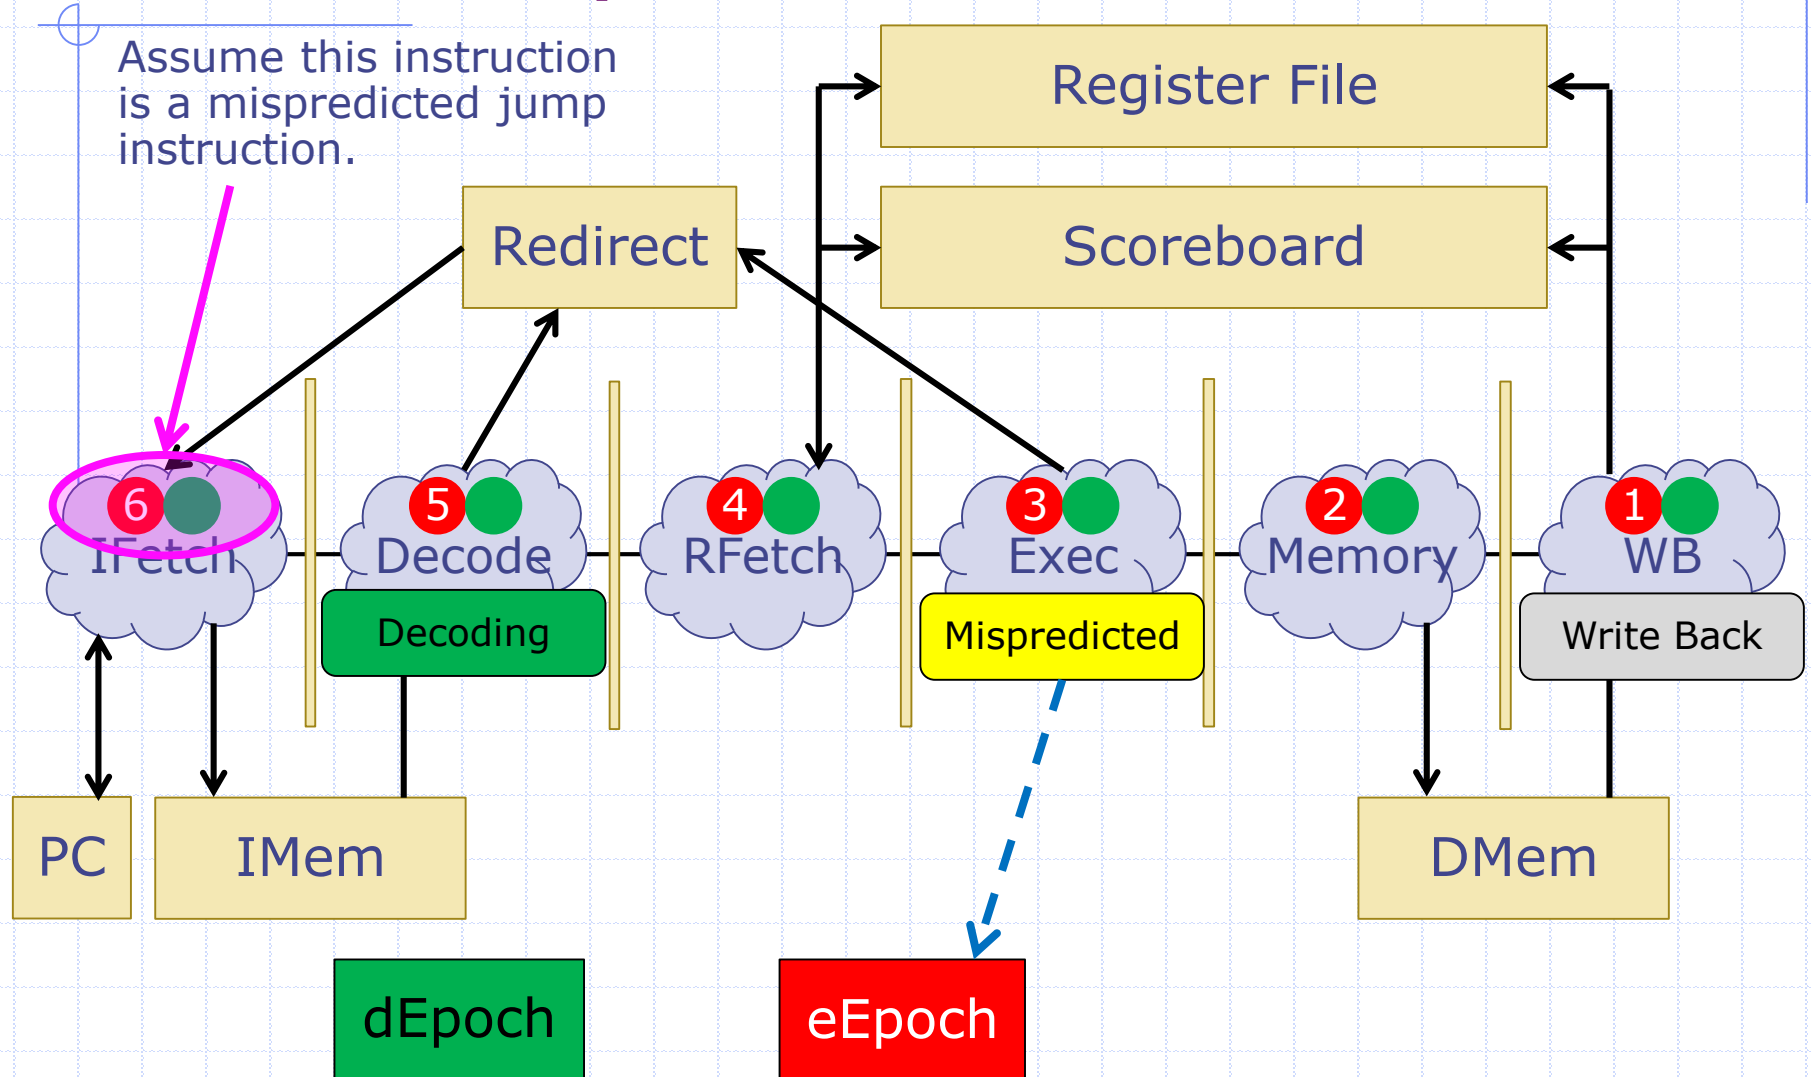 Assume this instruction
is a mispredicted jump
instruction.
Register File
Redirect
Scoreboard
6
5
4
3
2
1
IFetch
Decode
RFetch
Exec
Memory
WB
Decoding
Mispredicted
Write Back
PC
IMem
DMem
dEpoch
eEpoch